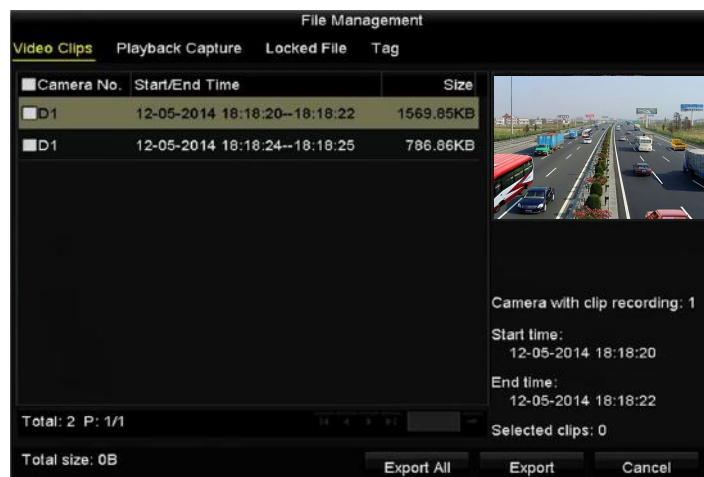 File Management
Video Clips Playback Capture Locked File Tag
Camera No. Start/End Time Size
D1 12-05-2014 18:18:20--18:18:22 1569.85KB
D1 12-05-2014 18:18:24--18:18:25 786.86KB
Camera with clip recording: 1
Start time:
12-05-2014 18:18:20
End time:
12-05-2014 18:18:22
Selected clips: 0
Total: 2 P: 1/1
Total size: 0B
Export All Export Cancel